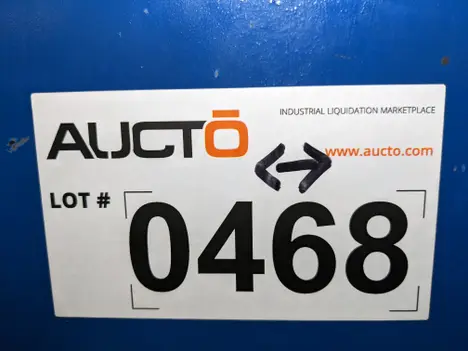 INDUSTRIAL LIQUIDATION MARKETPLACE
AUCTŌ
www.aucto.com
LOT #
0468